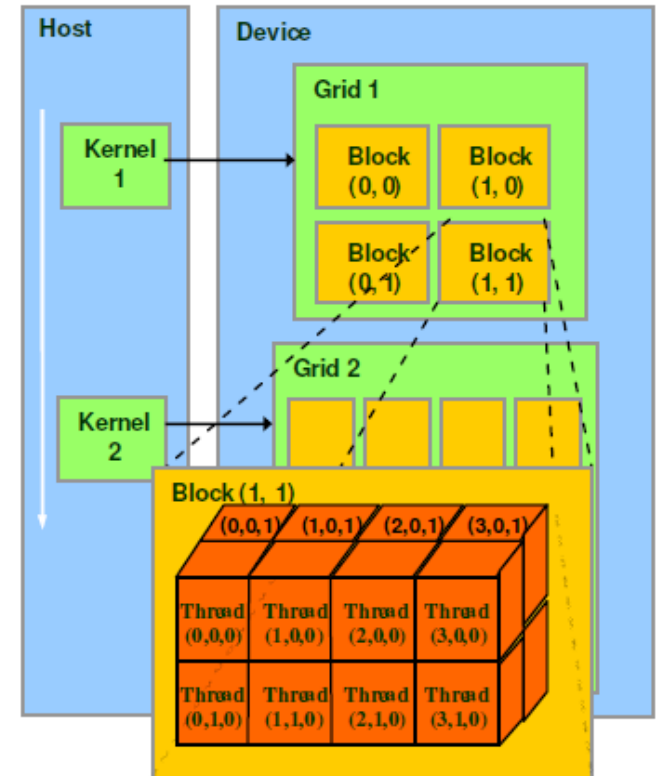 Host
Device
Grid 1
Kernel
1
Block
(0, 0)
Block
(1, 0)
Block
(0, 1)
Block
(1, 1)
Grid 2
Kernel
2
Block (1, 1)
(0,0,1)
(1,0,1)
(2,0,1)
(3,0,1)
Thread
(0,0,0)
Thread
(1,0,0)
Thread
(2,0,0)
Thread
(3,0,0)
Thread
(0,1,0)
Thread
(1,1,0)
Thread
(2,1,0)
Thread
(3,1,0)